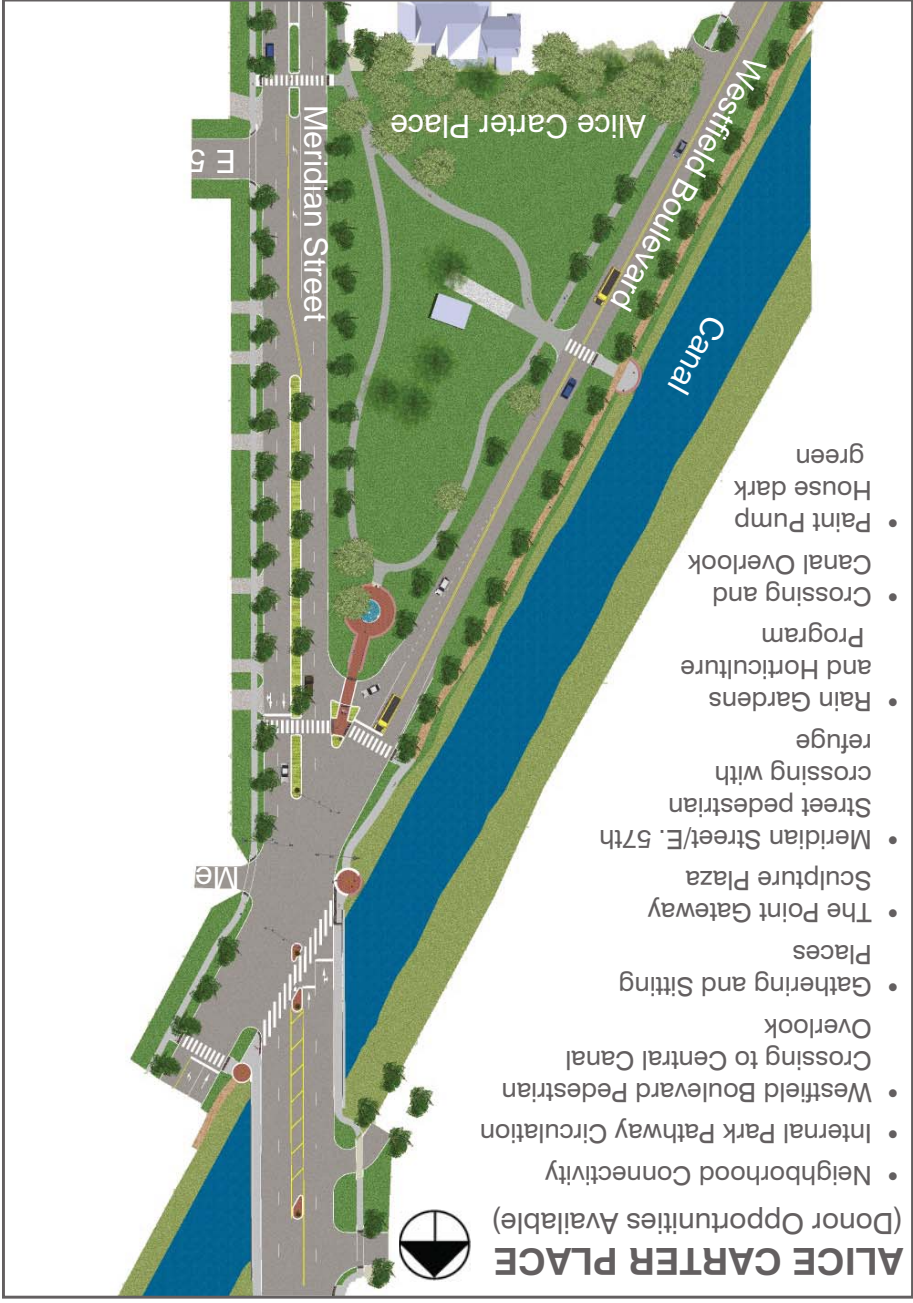 ALICE CARTER PLACE
(Donor Opportunities Available)
• Neighborhood Connectivity
• Internal Park Pathway Circulation
• Westfield Boulevard Pedestrian
Crossing to Central Canal
Overlook
• Gathering and Sitting
Places
• The Point Gateway
Sculpture Plaza
• Meridian Street/E. 57th
Street pedestrian
crossing with
refuge
• Rain Gardens
and Horticulture
Program
• Crossing and
Canal Overlook
• Paint Pump
House dark
green
Me
Canal
Westfield Boulevard
Meridian Street
E 5
Alice Carter Place